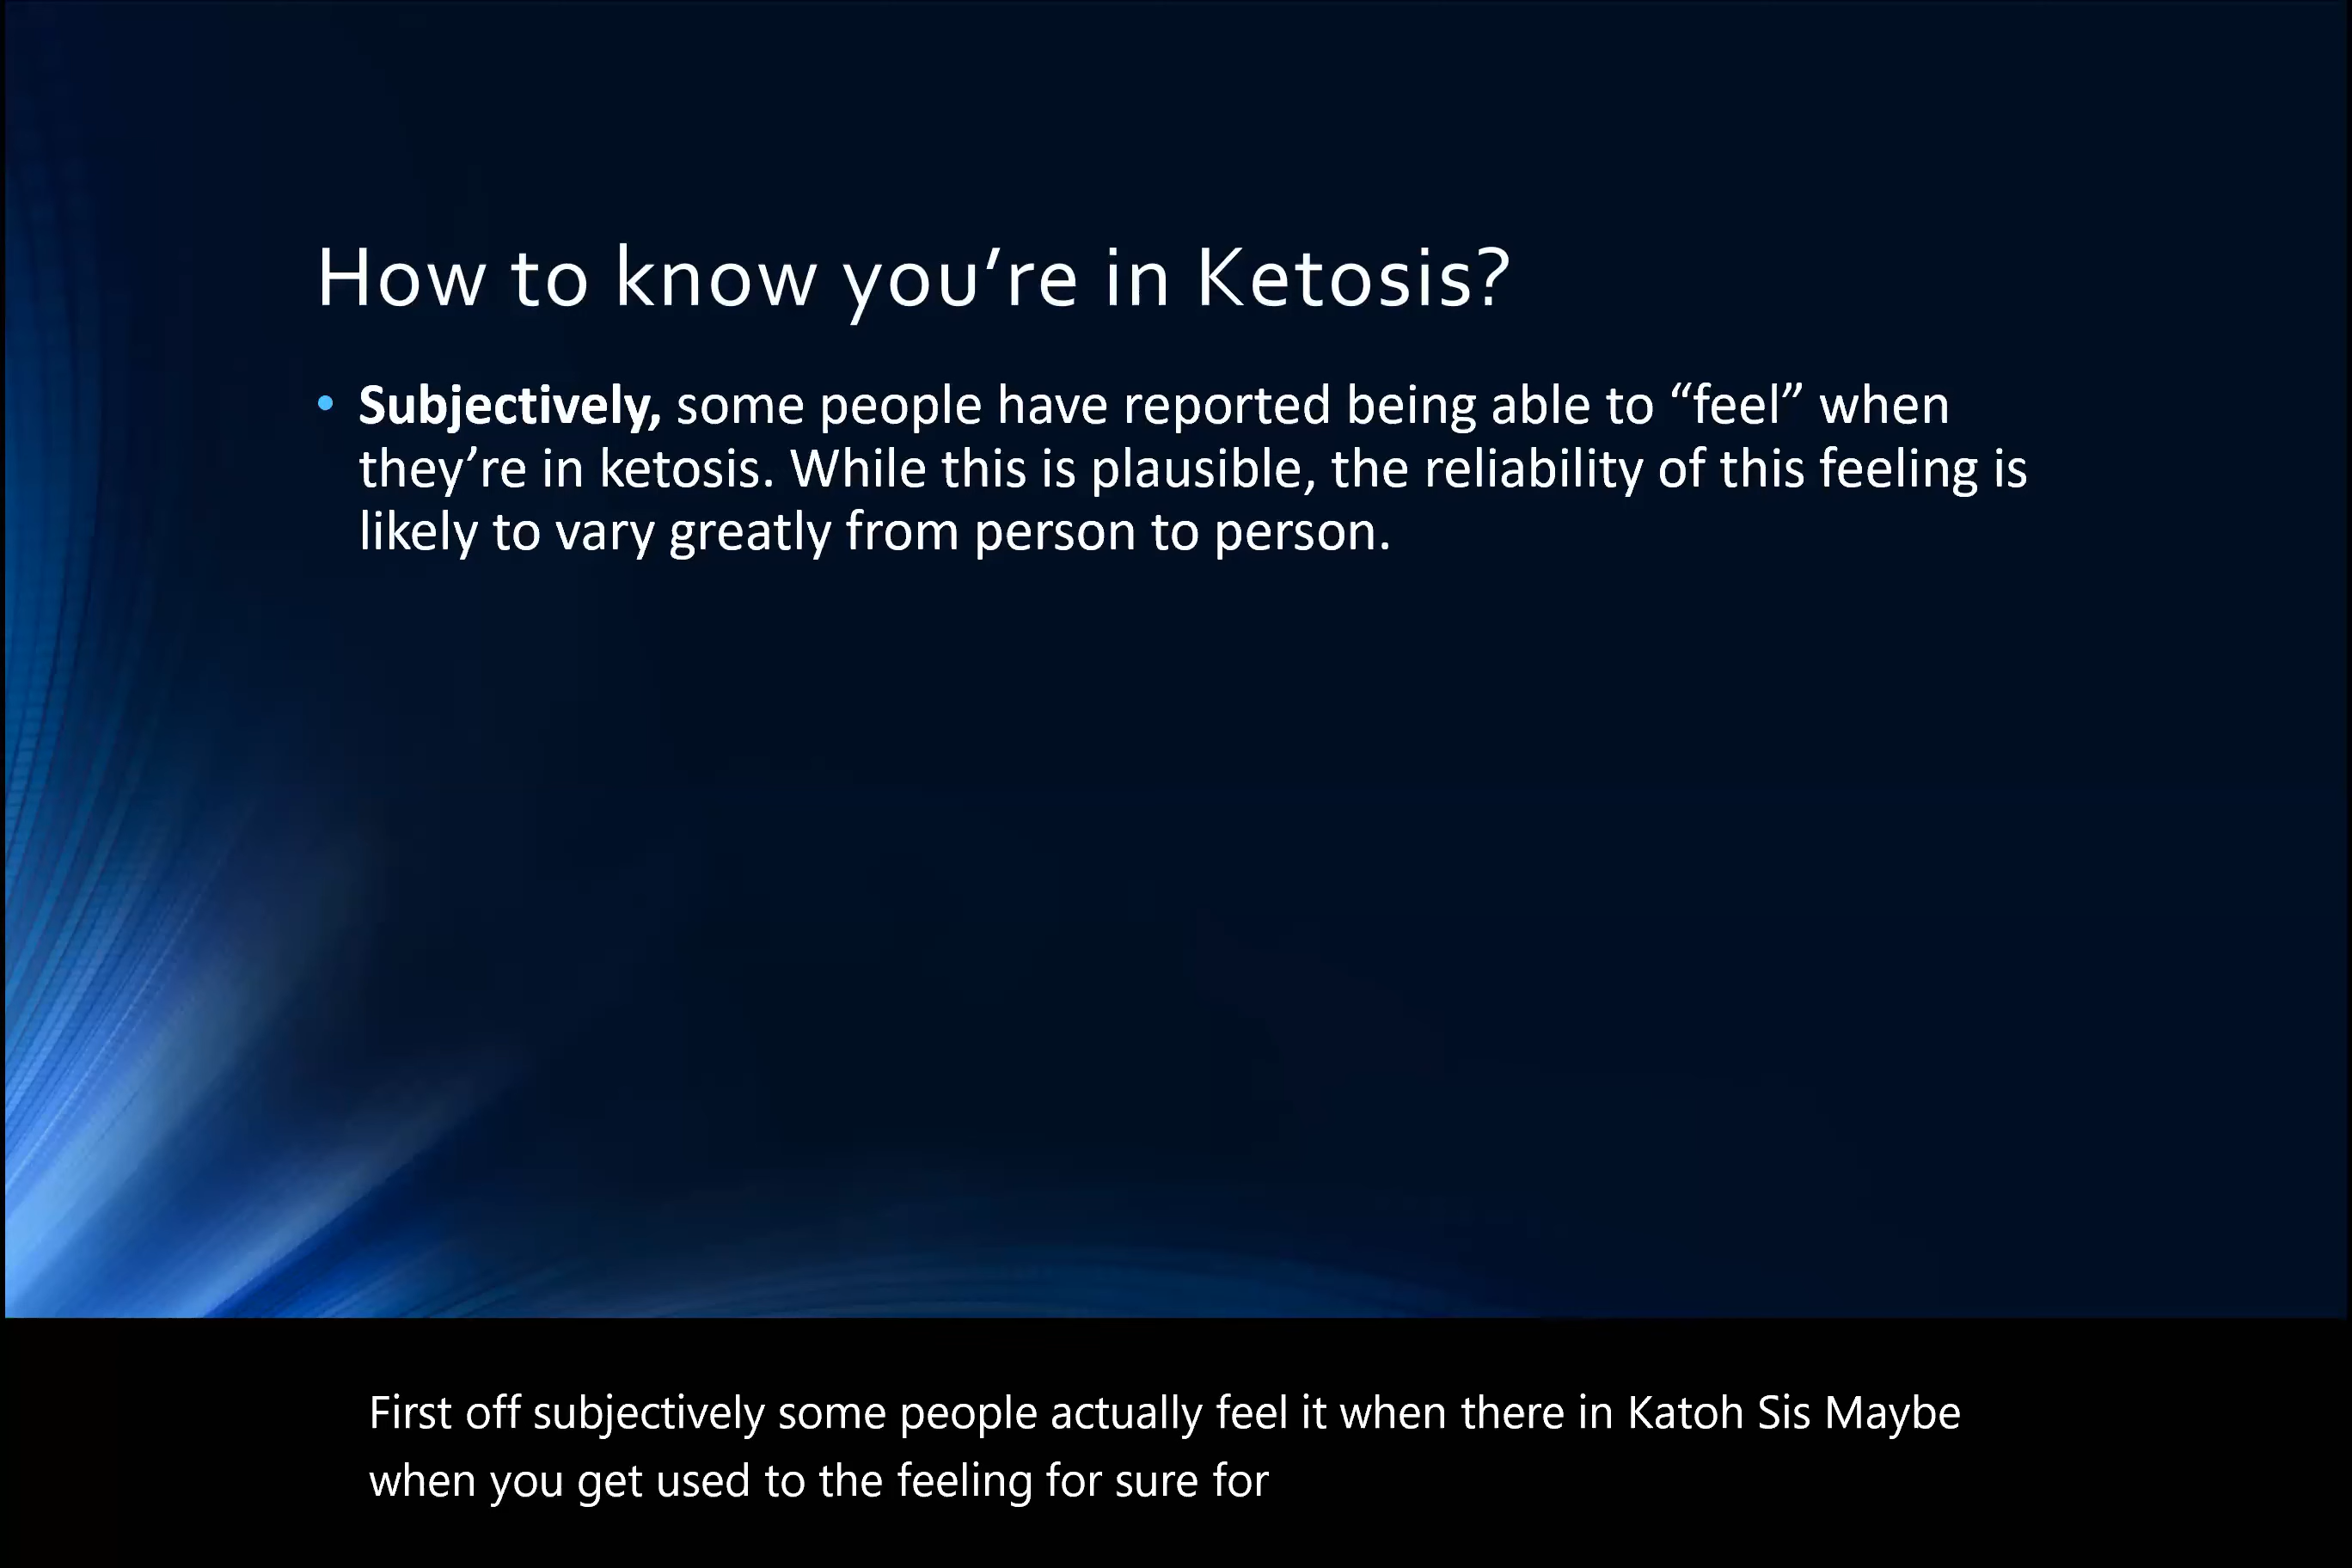 How to know you’re in Ketosis?
• Subjectively, some people have reported being able to “feel” when
they’re in ketosis. While this is plausible, the reliability of this feeling is
likely to vary greatly from person to person.
First off subjectively some people actually feel it when there in Katoh Sis Maybe
when you get used to the feeling for sure for